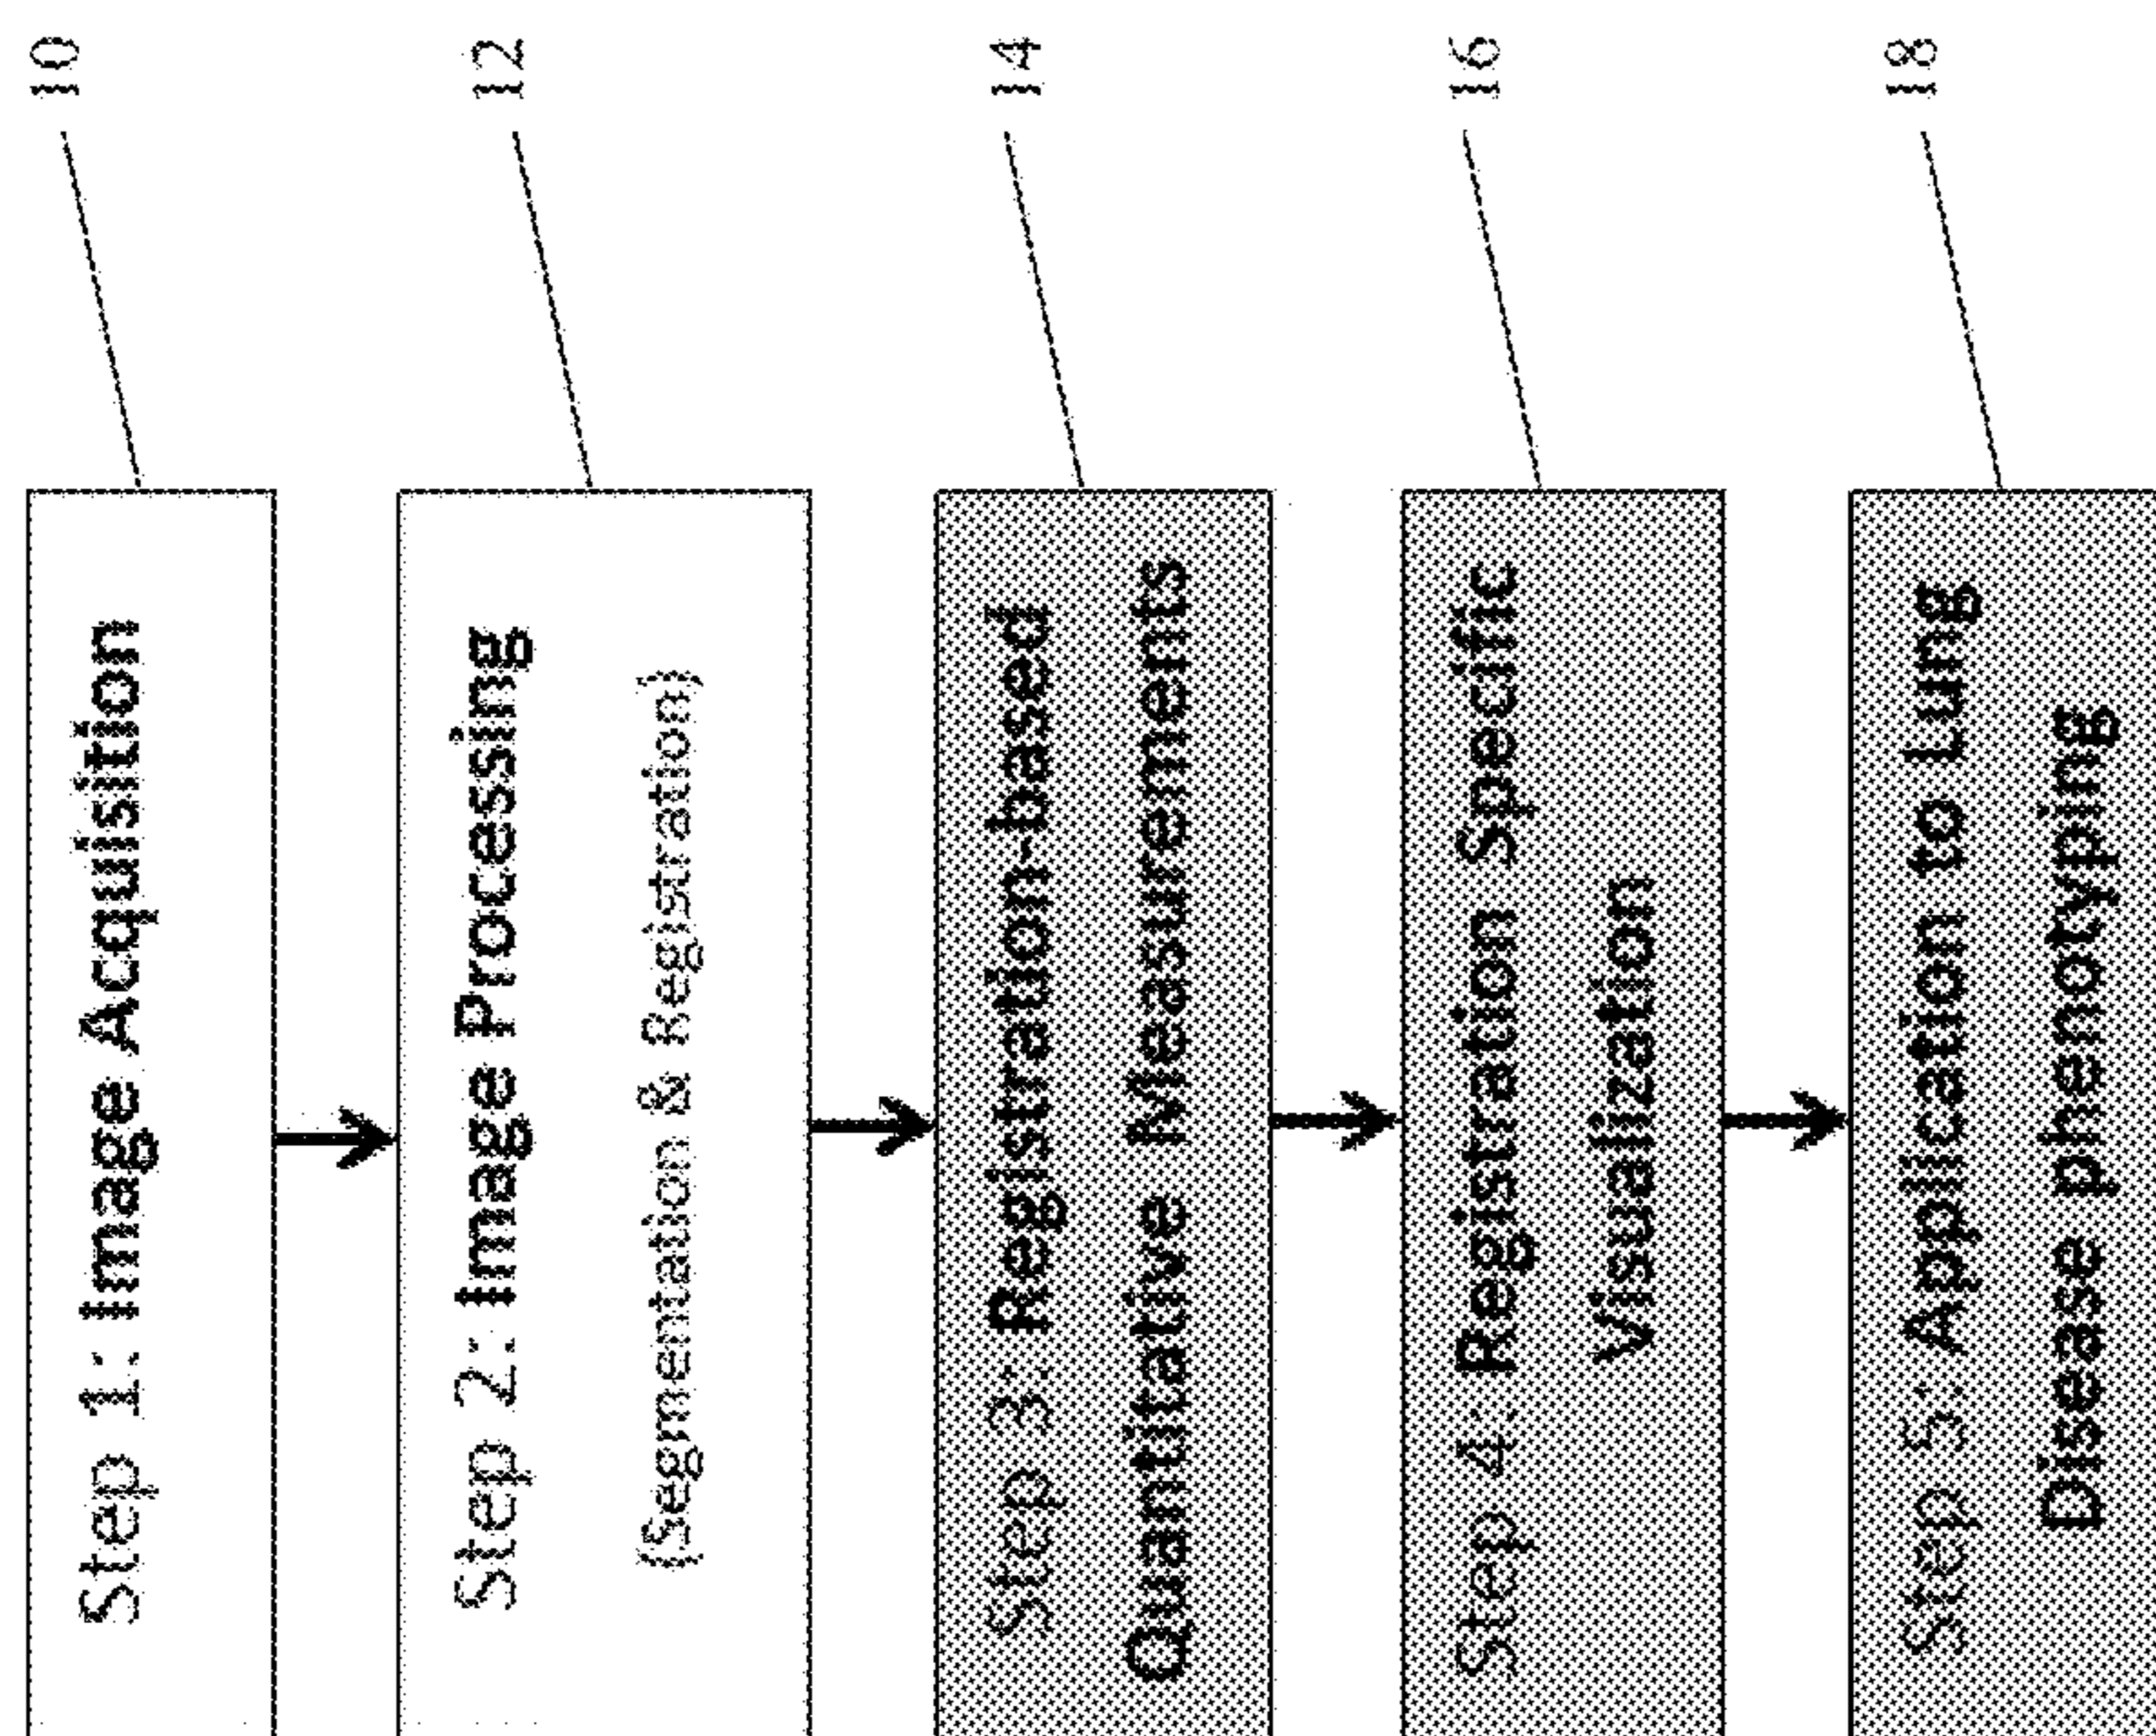 Step 1: Image Acquisition
10
Step 2: Image Processing
(Segmentation & Registration)
12
Step 3: Registration-based
Quantitative Measurements
14
Step 4: Registration Specific
Visualization
16
Step 5: Application to Lung
Disease phenotyping
18